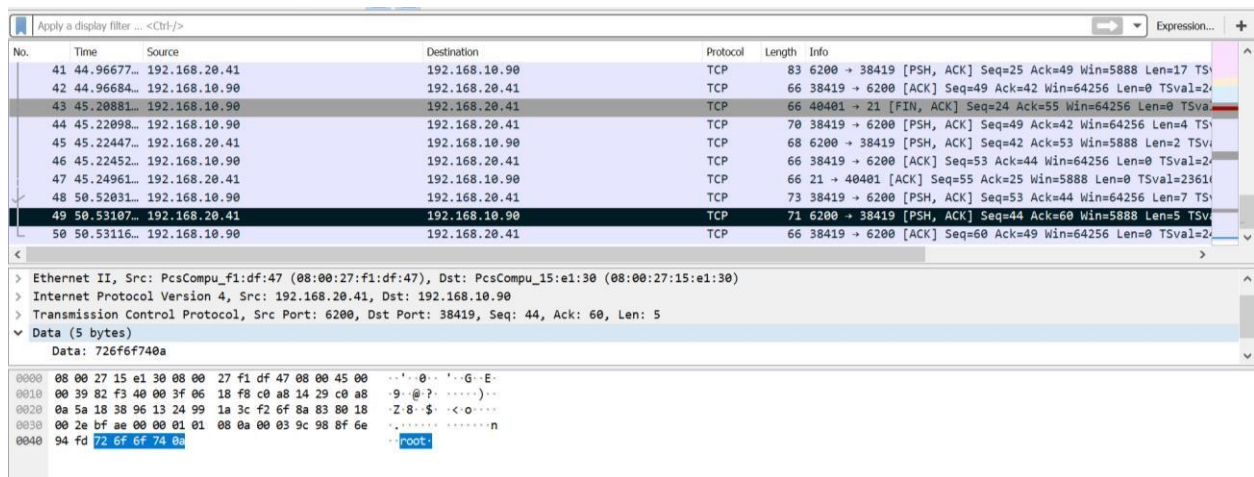 Apply a display filter ... <Ctrl-/> Expression... +
No. Time Source Destination Protocol Length Info
41 44.96677… 192.168.20.41 192.168.10.90 TCP 83 6200 → 38419 [PSH, ACK] Seq=25 Ack=49 Win=5888 Len=17
42 44.96684… 192.168.10.90 192.168.20.41 TCP 66 38419 → 6200 [ACK] Seq=49 Ack=42 Win=64256 Len=0 TSval=24
43 45.20881… 192.168.10.90 192.168.20.41 TCP 66 40401 → 21 [FIN, ACK] Seq=24 Ack=55 Win=64256 Len=0
44 45.22098… 192.168.10.90 192.168.20.41 TCP 70 38419 → 6200 [PSH, ACK] Seq=49 Ack=42 Win=64256 Len=4
45 45.22447… 192.168.20.41 192.168.10.90 TCP 68 6200 → 38419 [PSH, ACK] Seq=42 Ack=53 Win=5888 Len=2
46 45.22452… 192.168.10.90 192.168.20.41 TCP 66 38419 → 6200 [ACK] Seq=53 Ack=44 Win=64256 Len=0 TSval=24
47 45.24961… 192.168.20.41 192.168.10.90 TCP 66 21 → 40401 [ACK] Seq=55 Ack=25 Win=5888 Len=0
48 50.52031… 192.168.10.90 192.168.20.41 TCP 73 38419 → 6200 [PSH, ACK] Seq=53 Ack=44 Win=64256 Len=7
49 50.53107… 192.168.20.41 192.168.10.90 TCP 71 6200 → 38419 [PSH, ACK] Seq=44 Ack=60 Win=5888 Len=5
50 50.53116… 192.168.10.90 192.168.20.41 TCP 66 38419 → 6200 [ACK] Seq=60 Ack=49 Win=64256 Len=0 TSval=24
Ethernet II, Src: PcsCompu_f1:df:47 (08:00:27:f1:df:47), Dst: PcsCompu_15:e1:30 (08:00:27:15:e1:30)
Internet Protocol Version 4, Src: 192.168.20.41, Dst: 192.168.10.90
Transmission Control Protocol, Src Port: 6200, Dst Port: 38419, Seq: 44, Ack: 60, Len: 5
Data (5 bytes)
Data: 726f6f740a
0000 08 00 27 15 e1 30 08 00 27 f1 df 47 08 00 45 00 ··'··0·· '··G··E·
0010 00 39 82 f3 40 00 3f 06 18 f8 c0 a8 14 29 c0 a8 ·9··@·?· ·····)··
0020 0a 5a 18 38 96 13 24 99 1a 3c f2 6f 8a 83 80 18 ·Z·8··$· ·<·o····
0030 00 2e bf ae 00 00 01 01 08 0a 00 03 9c 98 8f 6e ·.······ ·······n
0040 94 fd 72 6f 6f 74 0a ··root·